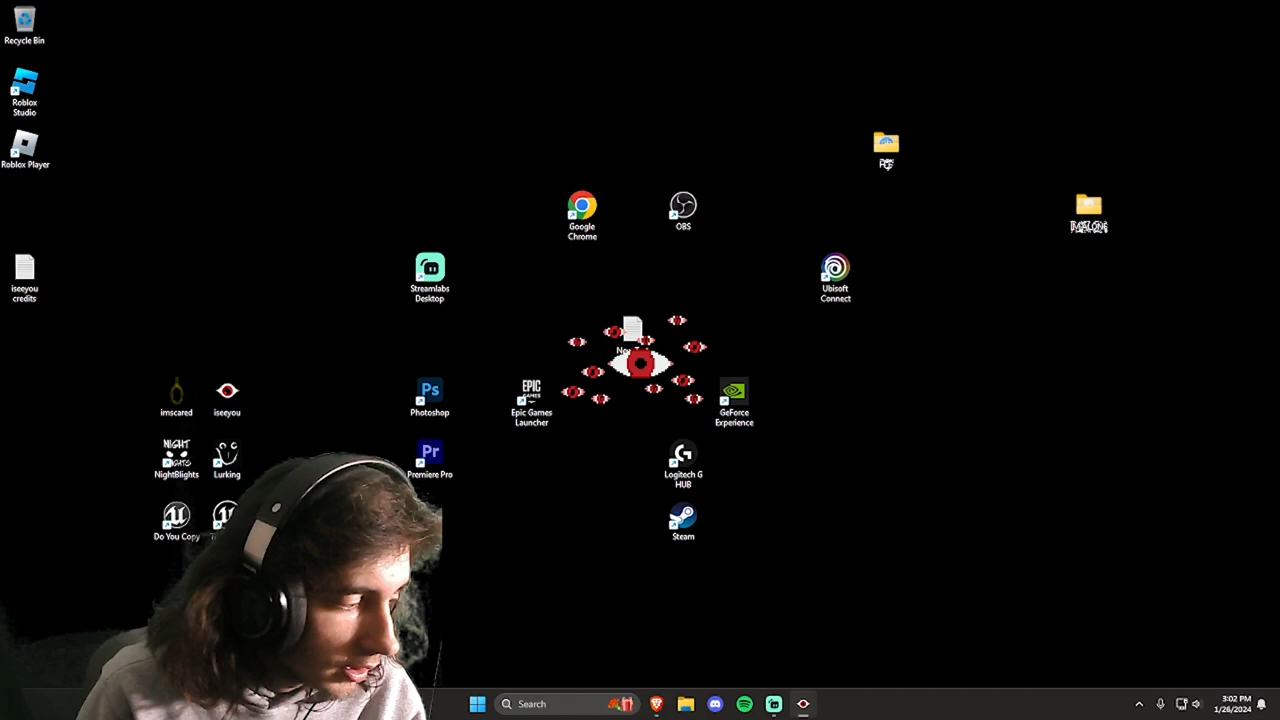 Recycle Bin
Roblox
Studio
Roblox Player
Google
Chrome
OBS
iseeyou
credits
Streamlabs
Desktop
Ubisoft
Connect
imscared
iseeyou
Ps
Photoshop
EPIC
GAMES
Epic Games
Launcher
GeForce
Experience
NIGHT
NightBlights
Lurking
Pr
Premiere Pro
Logitech G
HUB
Do You Copy
Steam
Search
3:02 PM
1/26/2024